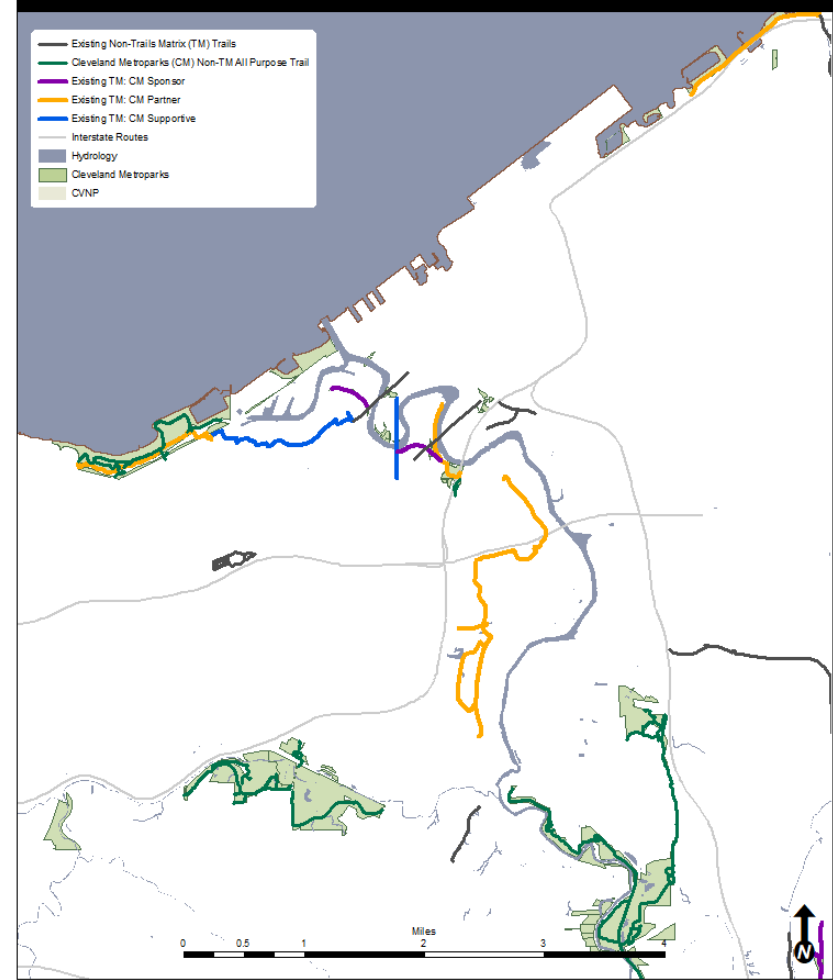 Existing Non-Trails Matrix (TM) Trails
Cleveland Metroparks (CM) Non-TM All Purpose Trail
Existing TM: CM Sponsor
Existing TM: CM Partner
Existing TM: CM Supportive
Interstate Routes
Hydrology
Cleveland Metroparks
CVNP
Miles
0 0.5 1 2 3 4
N